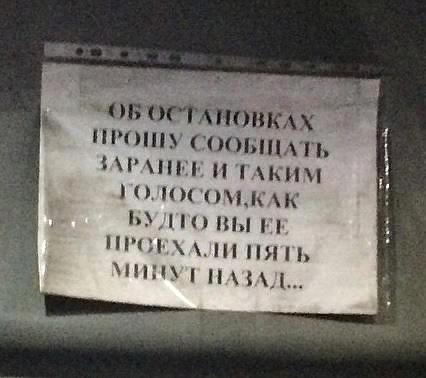 ОБ ОСТАНОВКАХ
ПРОШУ СООБЩАТЬ
ЗАРАНЕЕ И ТАКИМ
ГОЛОСОМ,КАК
БУДТО ВЫ ЕЕ
ПРОЕХАЛИ ПЯТЬ
МИНУТ НАЗАД...